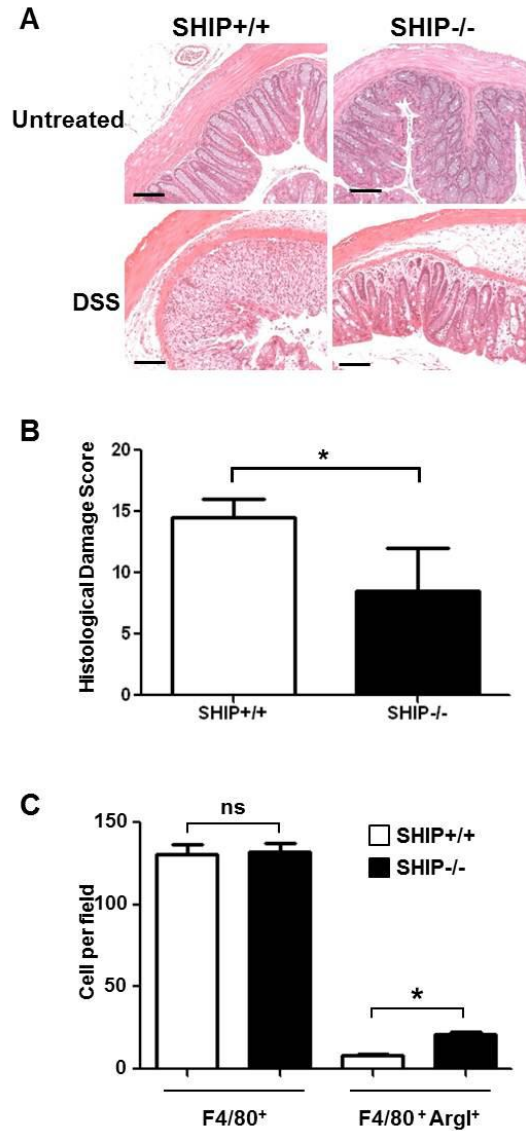 A
SHIP+/+ SHIP-/-
Untreated
DSS
B
Histological Damage Score
20
15
10
5
0
*
SHIP+/+ SHIP-/-
C
Cell per field
150
100
50
0
ns
*
SHIP+/+
SHIP-/-
F4/80⁺ F4/80⁺ArgI⁺